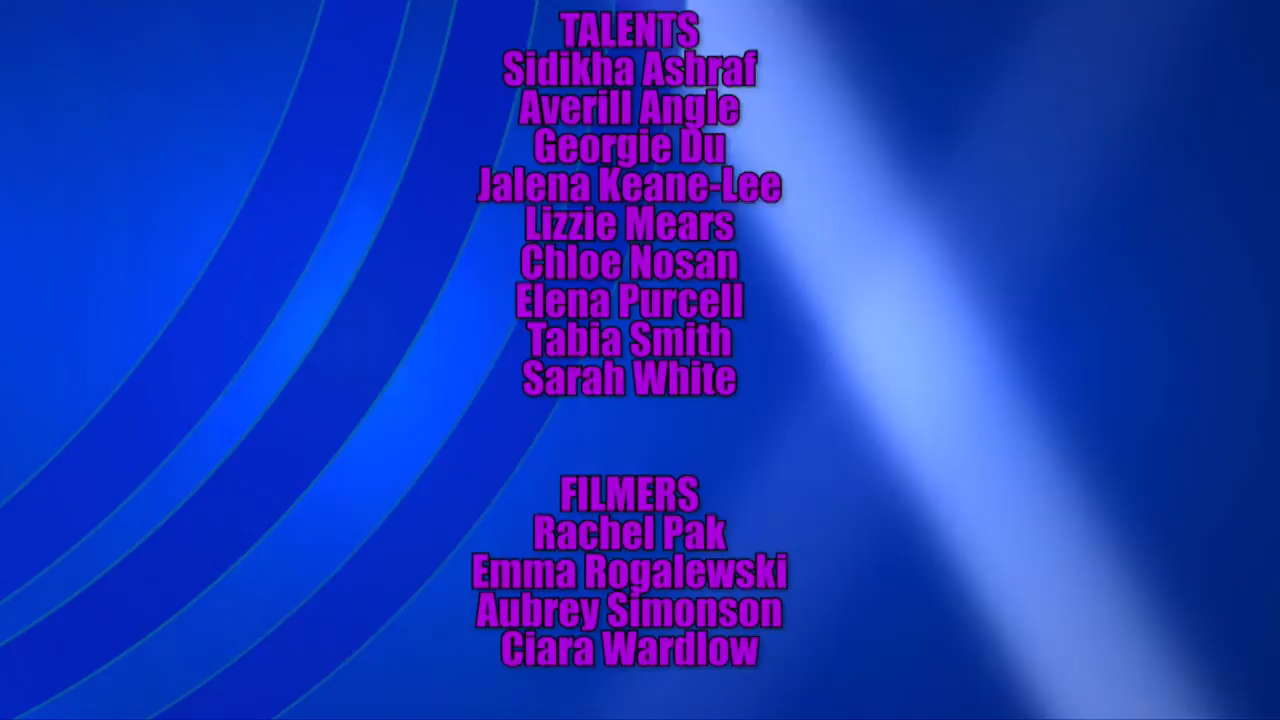 TALENTS
Sidikha Ashraf
Averill Angle
Georgie Du
Jalena Keane-Lee
Lizzie Mears
Chloe Nosan
Elena Purcell
Tabia Smith
Sarah White
FILMERS
Rachel Pak
Emma Rogalewski
Aubrey Simonson
Ciara Wardlow